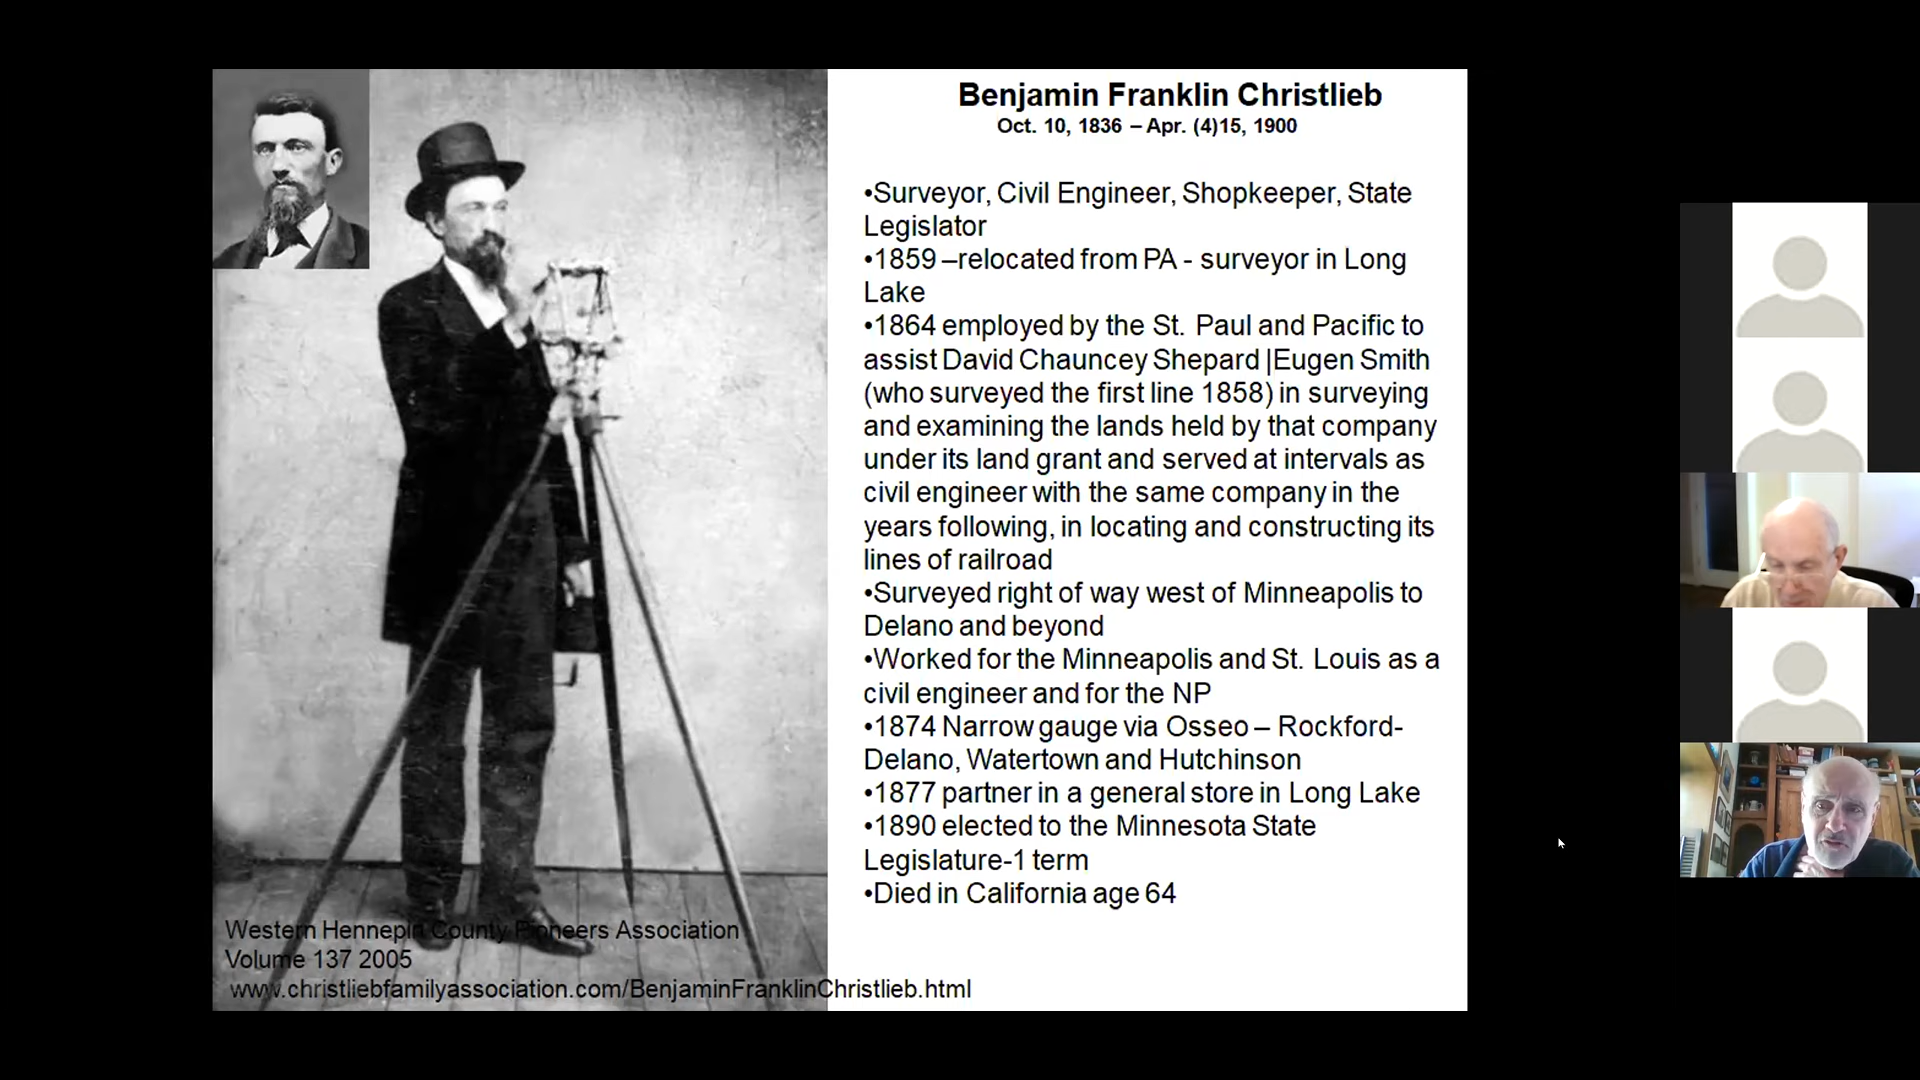 Benjamin Franklin Christlieb
Oct. 10, 1836 – Apr. (4)15, 1900
•Surveyor, Civil Engineer, Shopkeeper, State
Legislator
•1859 –relocated from PA - surveyor in Long
Lake
•1864 employed by the St. Paul and Pacific to
assist David Chauncey Shepard |Eugen Smith
(who surveyed the first line 1858) in surveying
and examining the lands held by that company
under its land grant and served at intervals as
civil engineer with the same company in the
years following, in locating and constructing its
lines of railroad
•Surveyed right of way west of Minneapolis to
Delano and beyond
•Worked for the Minneapolis and St. Louis as a
civil engineer and for the NP
•1874 Narrow gauge via Osseo – Rockford-
Delano, Watertown and Hutchinson
•1877 partner in a general store in Long Lake
•1890 elected to the Minnesota State
Legislature-1 term
•Died in California age 64
Western Hennepin County Pioneers Association
Volume 137 2005
www.christliebfamilyassociation.com/BenjaminFranklinChristlieb.html